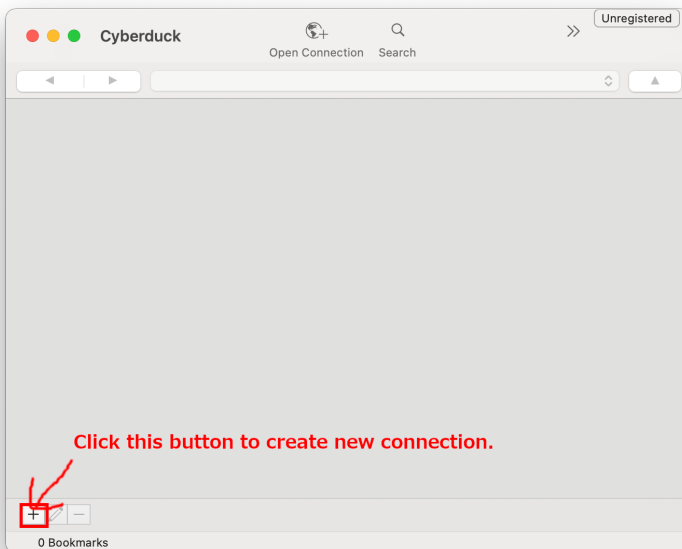 Unregistered
Cyberduck
Open Connection Search
Click this button to create new connection.
0 Bookmarks